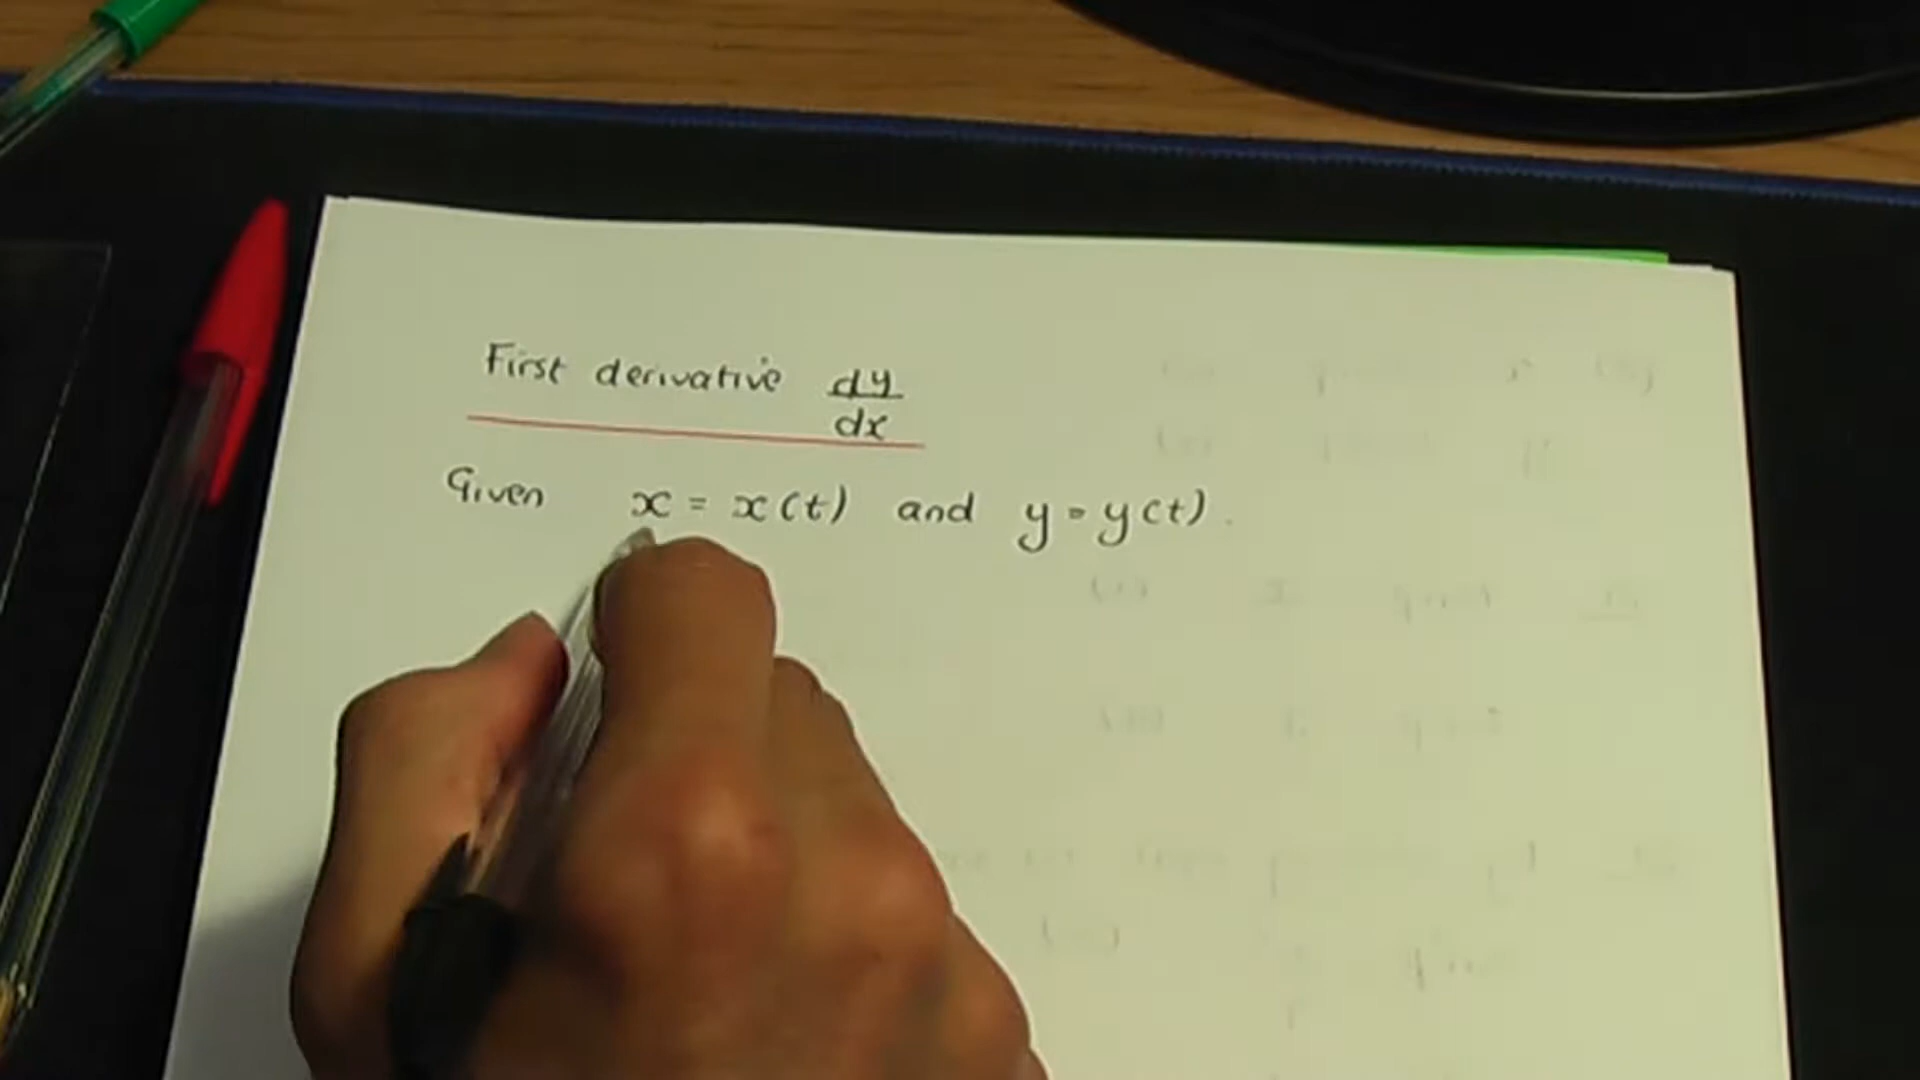 First derivative dy/dx
Given x = x(t) and y = y(t).